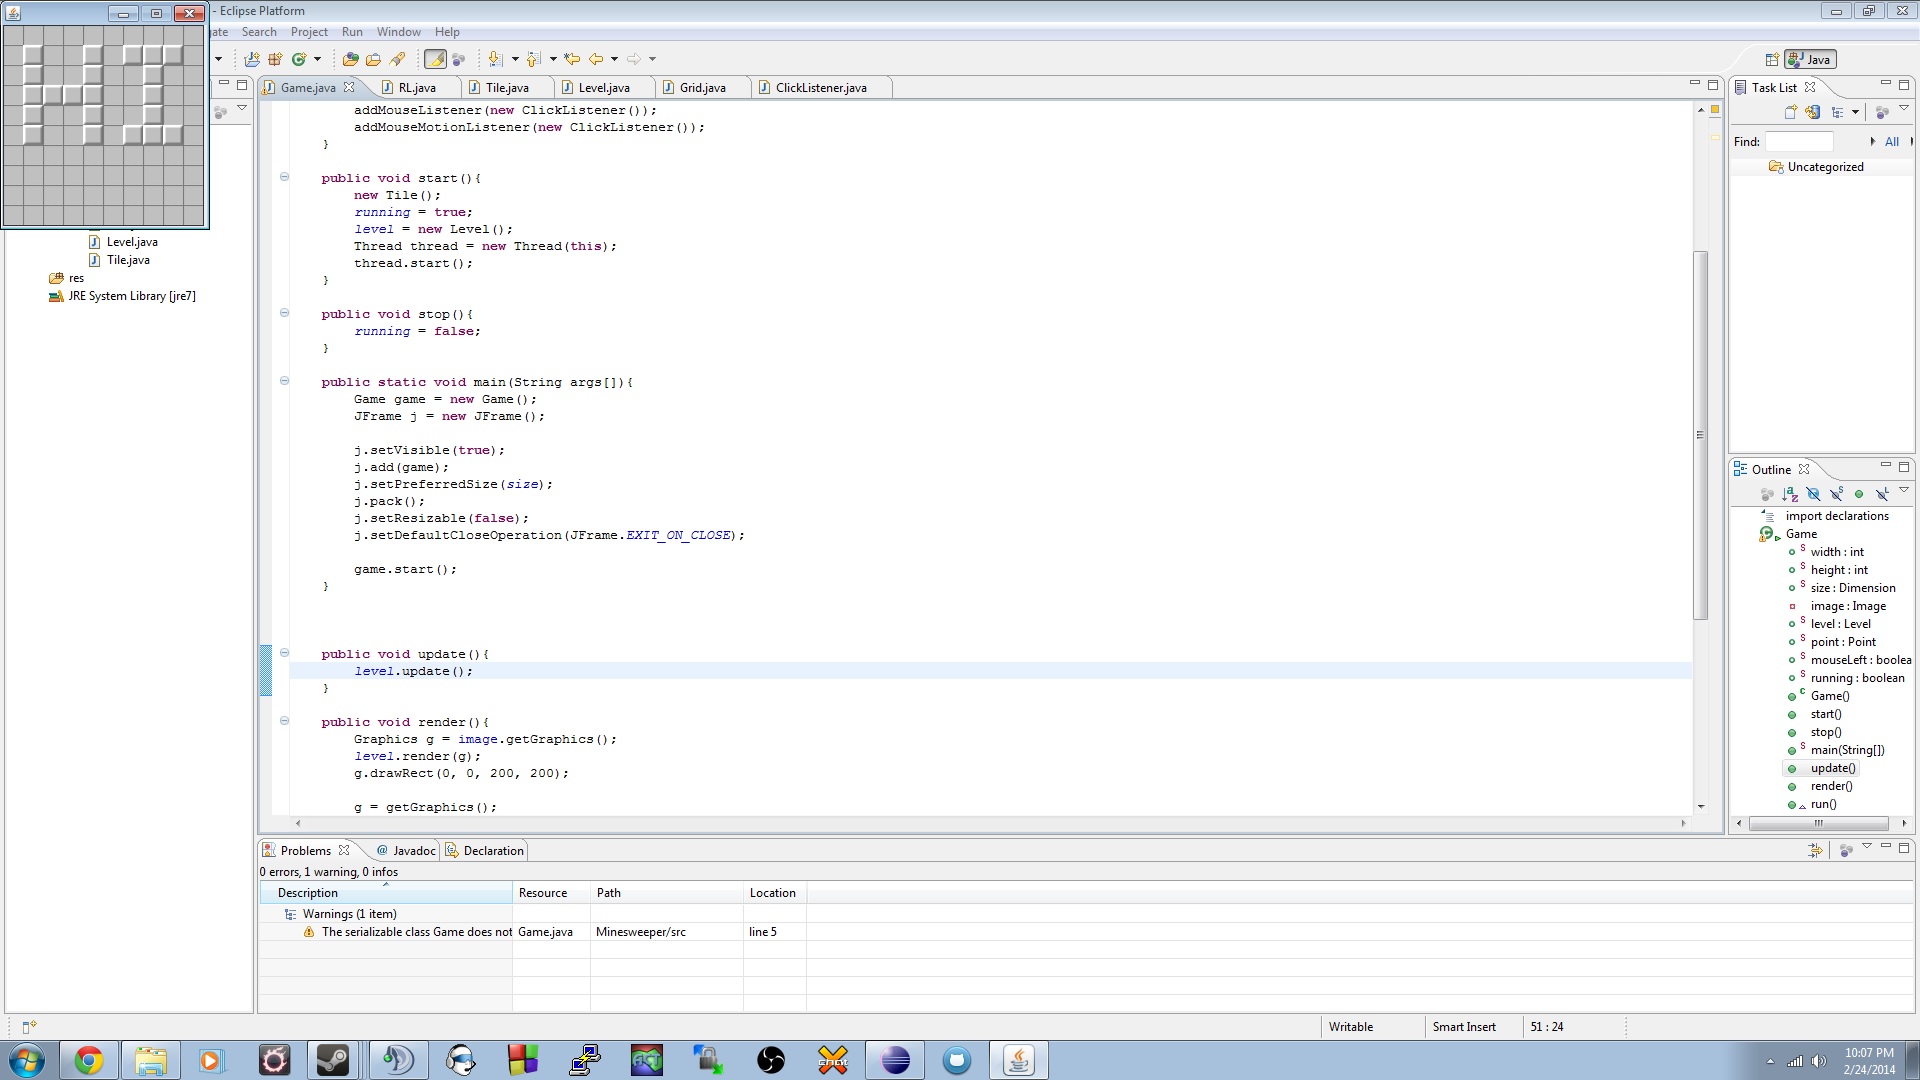 HI
- Eclipse Platform
Search Project Run Window Help
Java
Game.java RL.java Tile.java Level.java Grid.java ClickListener.java
Level.java
Tile.java
res
JRE System Library [jre7]
addMouseListener(new ClickListener());
addMouseMotionListener(new ClickListener());
}
public void start(){
new Tile();
running = true;
level = new Level();
Thread thread = new Thread(this);
thread.start();
}
public void stop(){
running = false;
}
public static void main(String args[]){
Game game = new Game();
JFrame j = new JFrame();
j.setVisible(true);
j.add(game);
j.setPreferredSize(size);
j.pack();
j.setResizable(false);
j.setDefaultCloseOperation(JFrame.EXIT_ON_CLOSE);
game.start();
}
public void update(){
level.update();
}
public void render(){
Graphics g = image.getGraphics();
level.render(g);
g.drawRect(0, 0, 200, 200);
g = getGraphics();
Task List
Find: All
Uncategorized
Outline
import declarations
Game
width : int
height : int
size : Dimension
image : Image
level : Level
point : Point
mouseLeft : boolea
running : boolean
Game()
start()
stop()
main(String[])
update()
render()
run()
Problems @ Javadoc Declaration
0 errors, 1 warning, 0 infos
Description Resource Path Location
Warnings (1 item)
The serializable class Game does not Game.java Minesweeper/src line 5
Writable Smart Insert 51 : 24
10:07 PM
2/24/2014